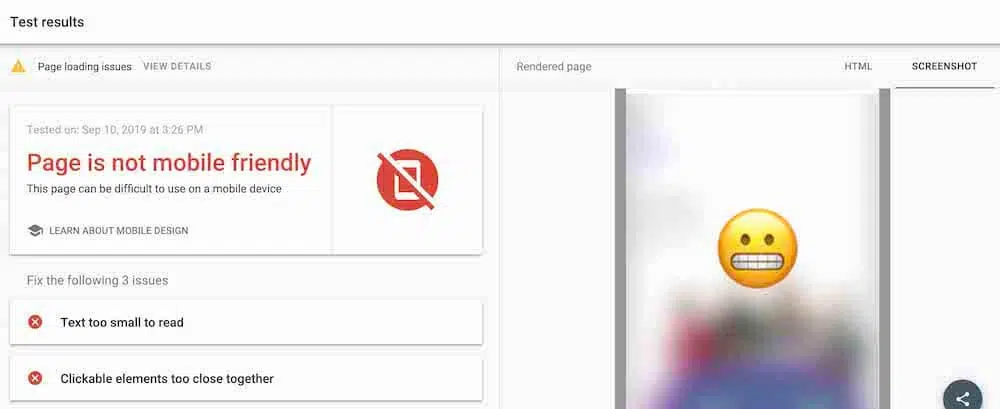 Test results
Page loading issues VIEW DETAILS
Rendered page HTML SCREENSHOT
Tested on: Sep 10, 2019 at 3:26 PM
Page is not mobile friendly
This page can be difficult to use on a mobile device
LEARN ABOUT MOBILE DESIGN
Fix the following 3 issues
Text too small to read
Clickable elements too close together